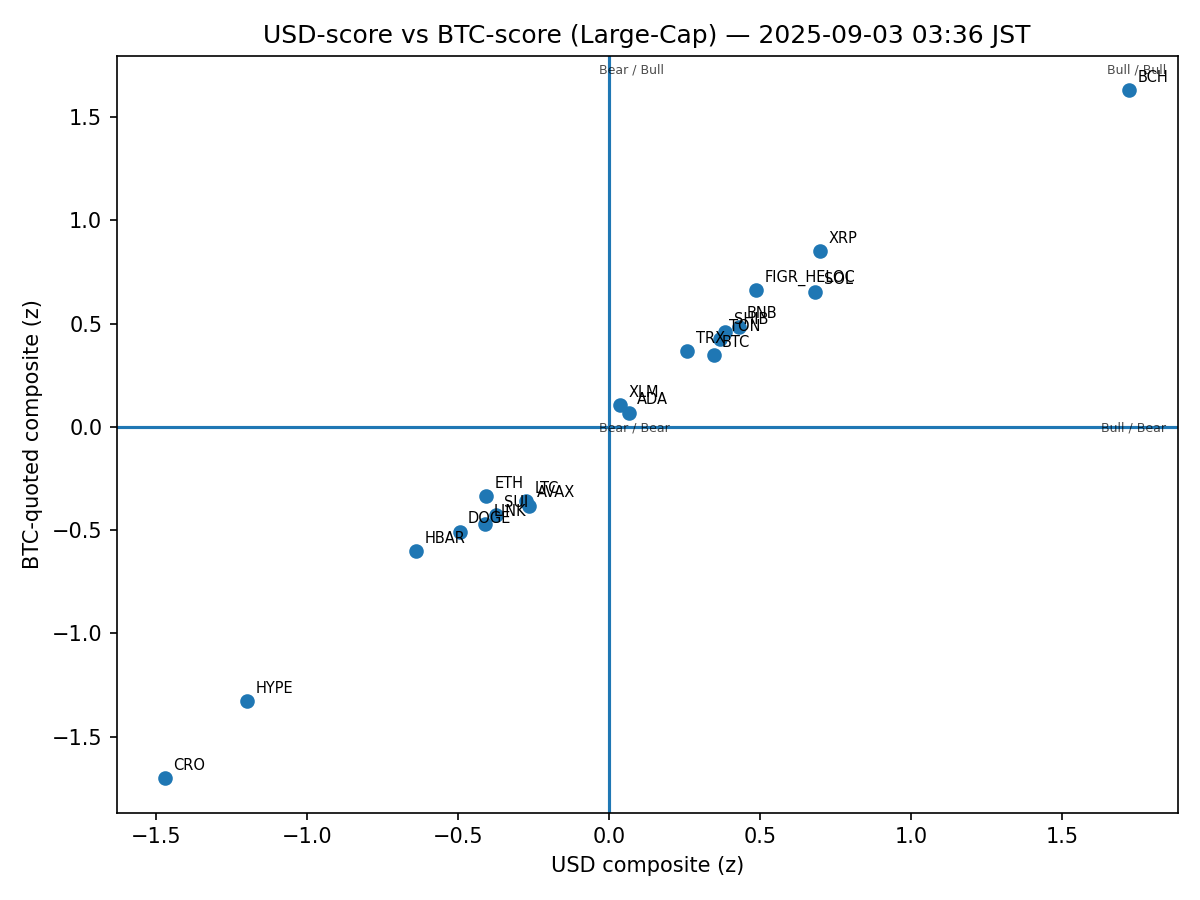 USD-score vs BTC-score (Large-Cap) — 2025-09-03 03:36 JST
Bear / Bull
Bull / Bull
BCH
1.5
1.0
XRP
FIGR_HELOC
SOL
0.5
BNB
SHIB
TON
TRX
BTC
XLM
ADA
0.0
Bear / Bear
Bull / Bear
ETH
LTC
AVAX
SUI
LINK
−0.5
DOGE
HBAR
−1.0
HYPE
−1.5
CRO
−1.5
−1.0
−0.5
0.0
0.5
1.0
1.5
USD composite (z)
BTC-quoted composite (z)